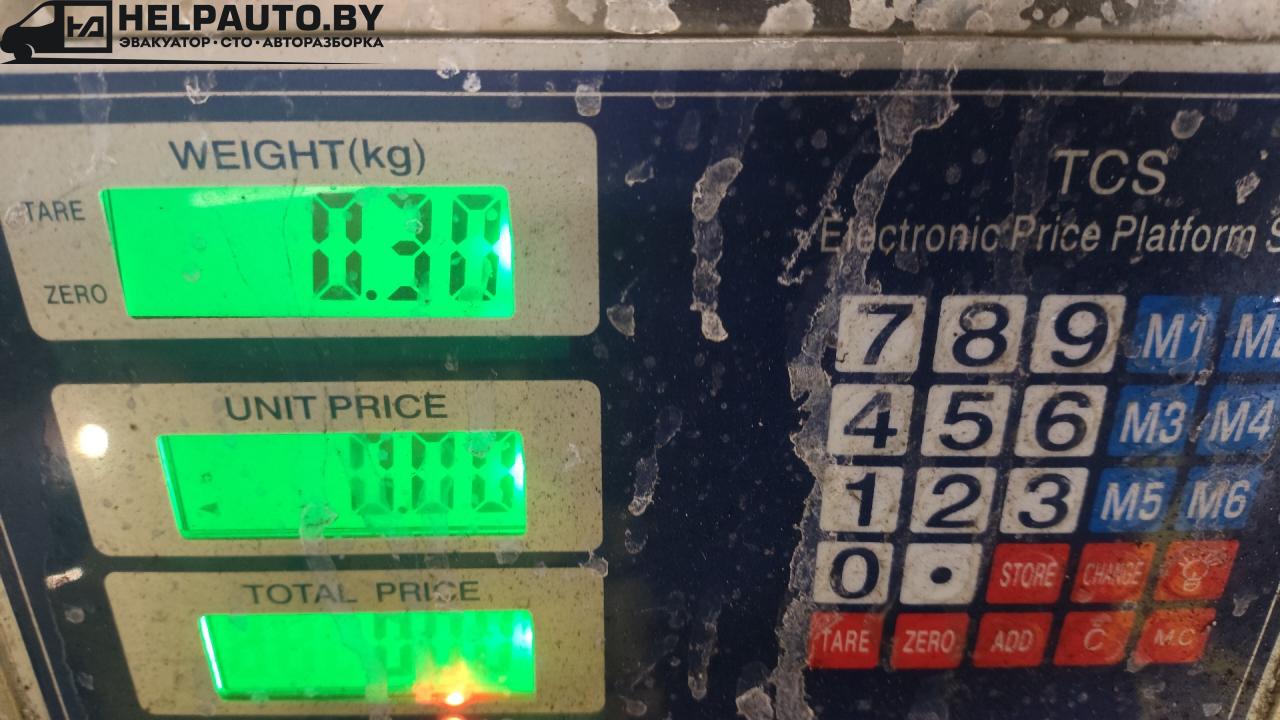 HELPAUTO.BY
ЭВАКУАТОР • СТО • АВТОРАЗБОРКА
WEIGHT(kg)
TARE
0.30
ZERO
UNIT PRICE
0.00
TOTAL PRICE
TCS
Electronic Price Platform
7 8 9 M1
4 5 6 M3 M4
1 2 3 M5 M6
0 . STORE CHANGE
TARE ZERO ADD C M.C